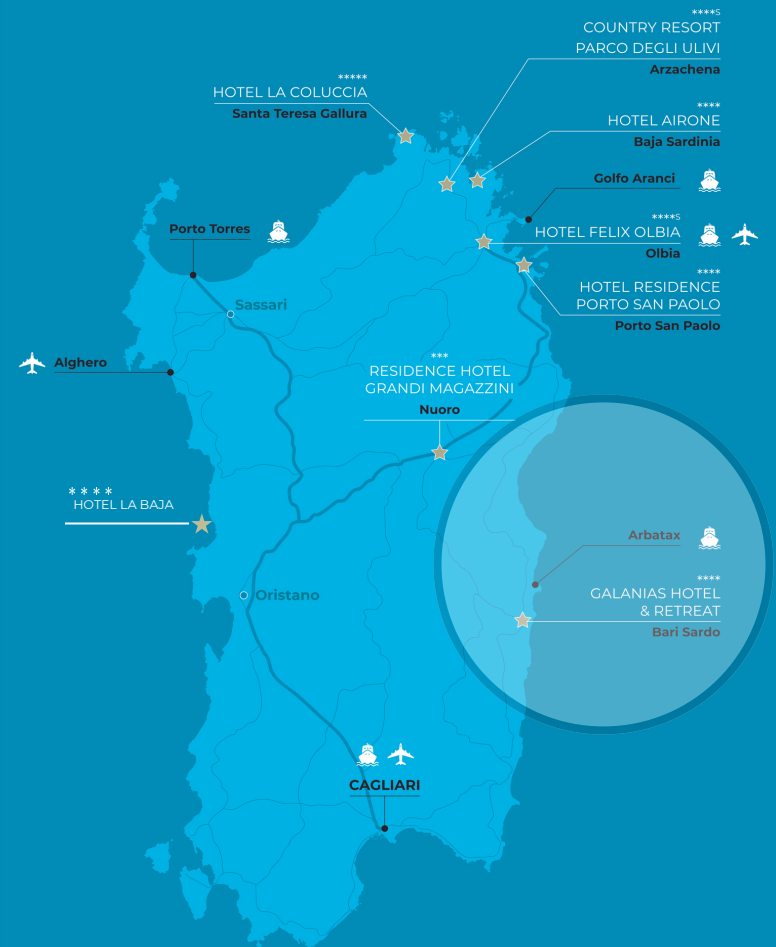 ****S
COUNTRY RESORT
PARCO DEGLI ULIVI
Arzachena
*****
HOTEL LA COLUCCIA
Santa Teresa Gallura
****
HOTEL AIRONE
Baja Sardinia
Golfo Aranci
****S
HOTEL FELIX OLBIA
Olbia
Porto Torres
****
HOTEL RESIDENCE
PORTO SAN PAOLO
Porto San Paolo
Sassari
Alghero
***
RESIDENCE HOTEL
GRANDI MAGAZZINI
Nuoro
****
HOTEL LA BAJA
Arbatax
****
GALANIAS HOTEL
& RETREAT
Bari Sardo
Oristano
CAGLIARI